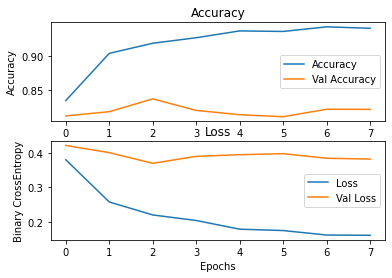 Accuracy
Accuracy
0.90
0.85
Accuracy
Val Accuracy
0 1 2 3 4 5 6 7
Loss
Binary CrossEntropy
0.4
0.3
0.2
Loss
Val Loss
0 1 2 3 4 5 6 7
Epochs